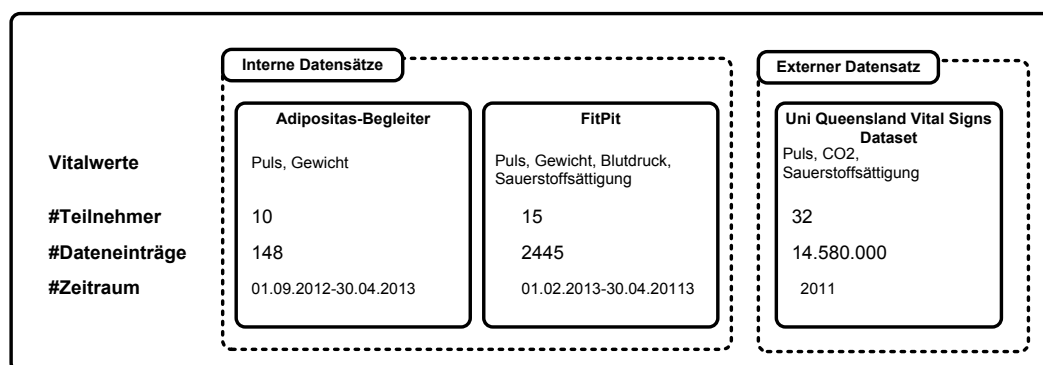 Interne Datensätze
Externer Datensatz
Adipositas-Begleiter
FitPit
Uni Queensland Vital Signs
Dataset
Vitalwerte
Puls, Gewicht
Puls, Gewicht, Blutdruck,
Sauerstoffsättigung
Puls, CO2,
Sauerstoffsättigung
#Teilnehmer
10
15
32
#Dateneinträge
148
2445
14.580.000
#Zeitraum
01.09.2012-30.04.2013
01.02.2013-30.04.20113
2011